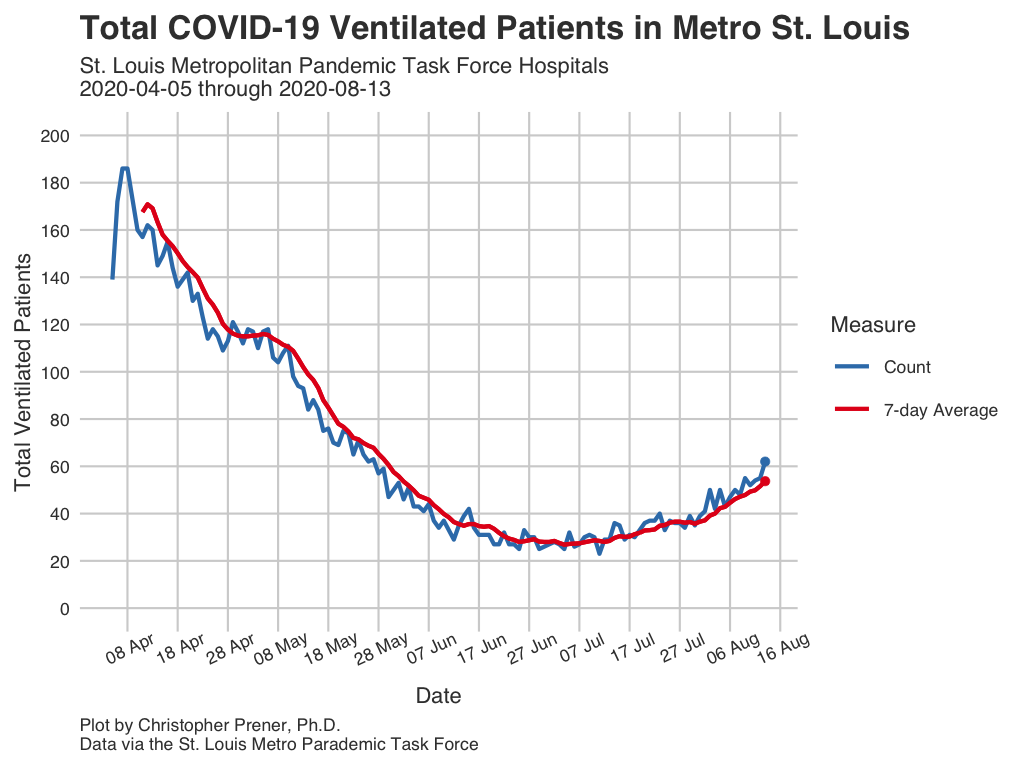 Total COVID-19 Ventilated Patients in Metro St. Louis
St. Louis Metropolitan Pandemic Task Force Hospitals
2020-04-05 through 2020-08-13
Total Ventilated Patients
200
180
160
140
120
100
80
60
40
20
0
08 Apr
18 Apr
28 Apr
08 May
18 May
28 May
07 Jun
17 Jun
27 Jun
07 Jul
17 Jul
27 Jul
06 Aug
16 Aug
Date
Measure
Count
7-day Average
Plot by Christopher Prener, Ph.D.
Data via the St. Louis Metro Parademic Task Force